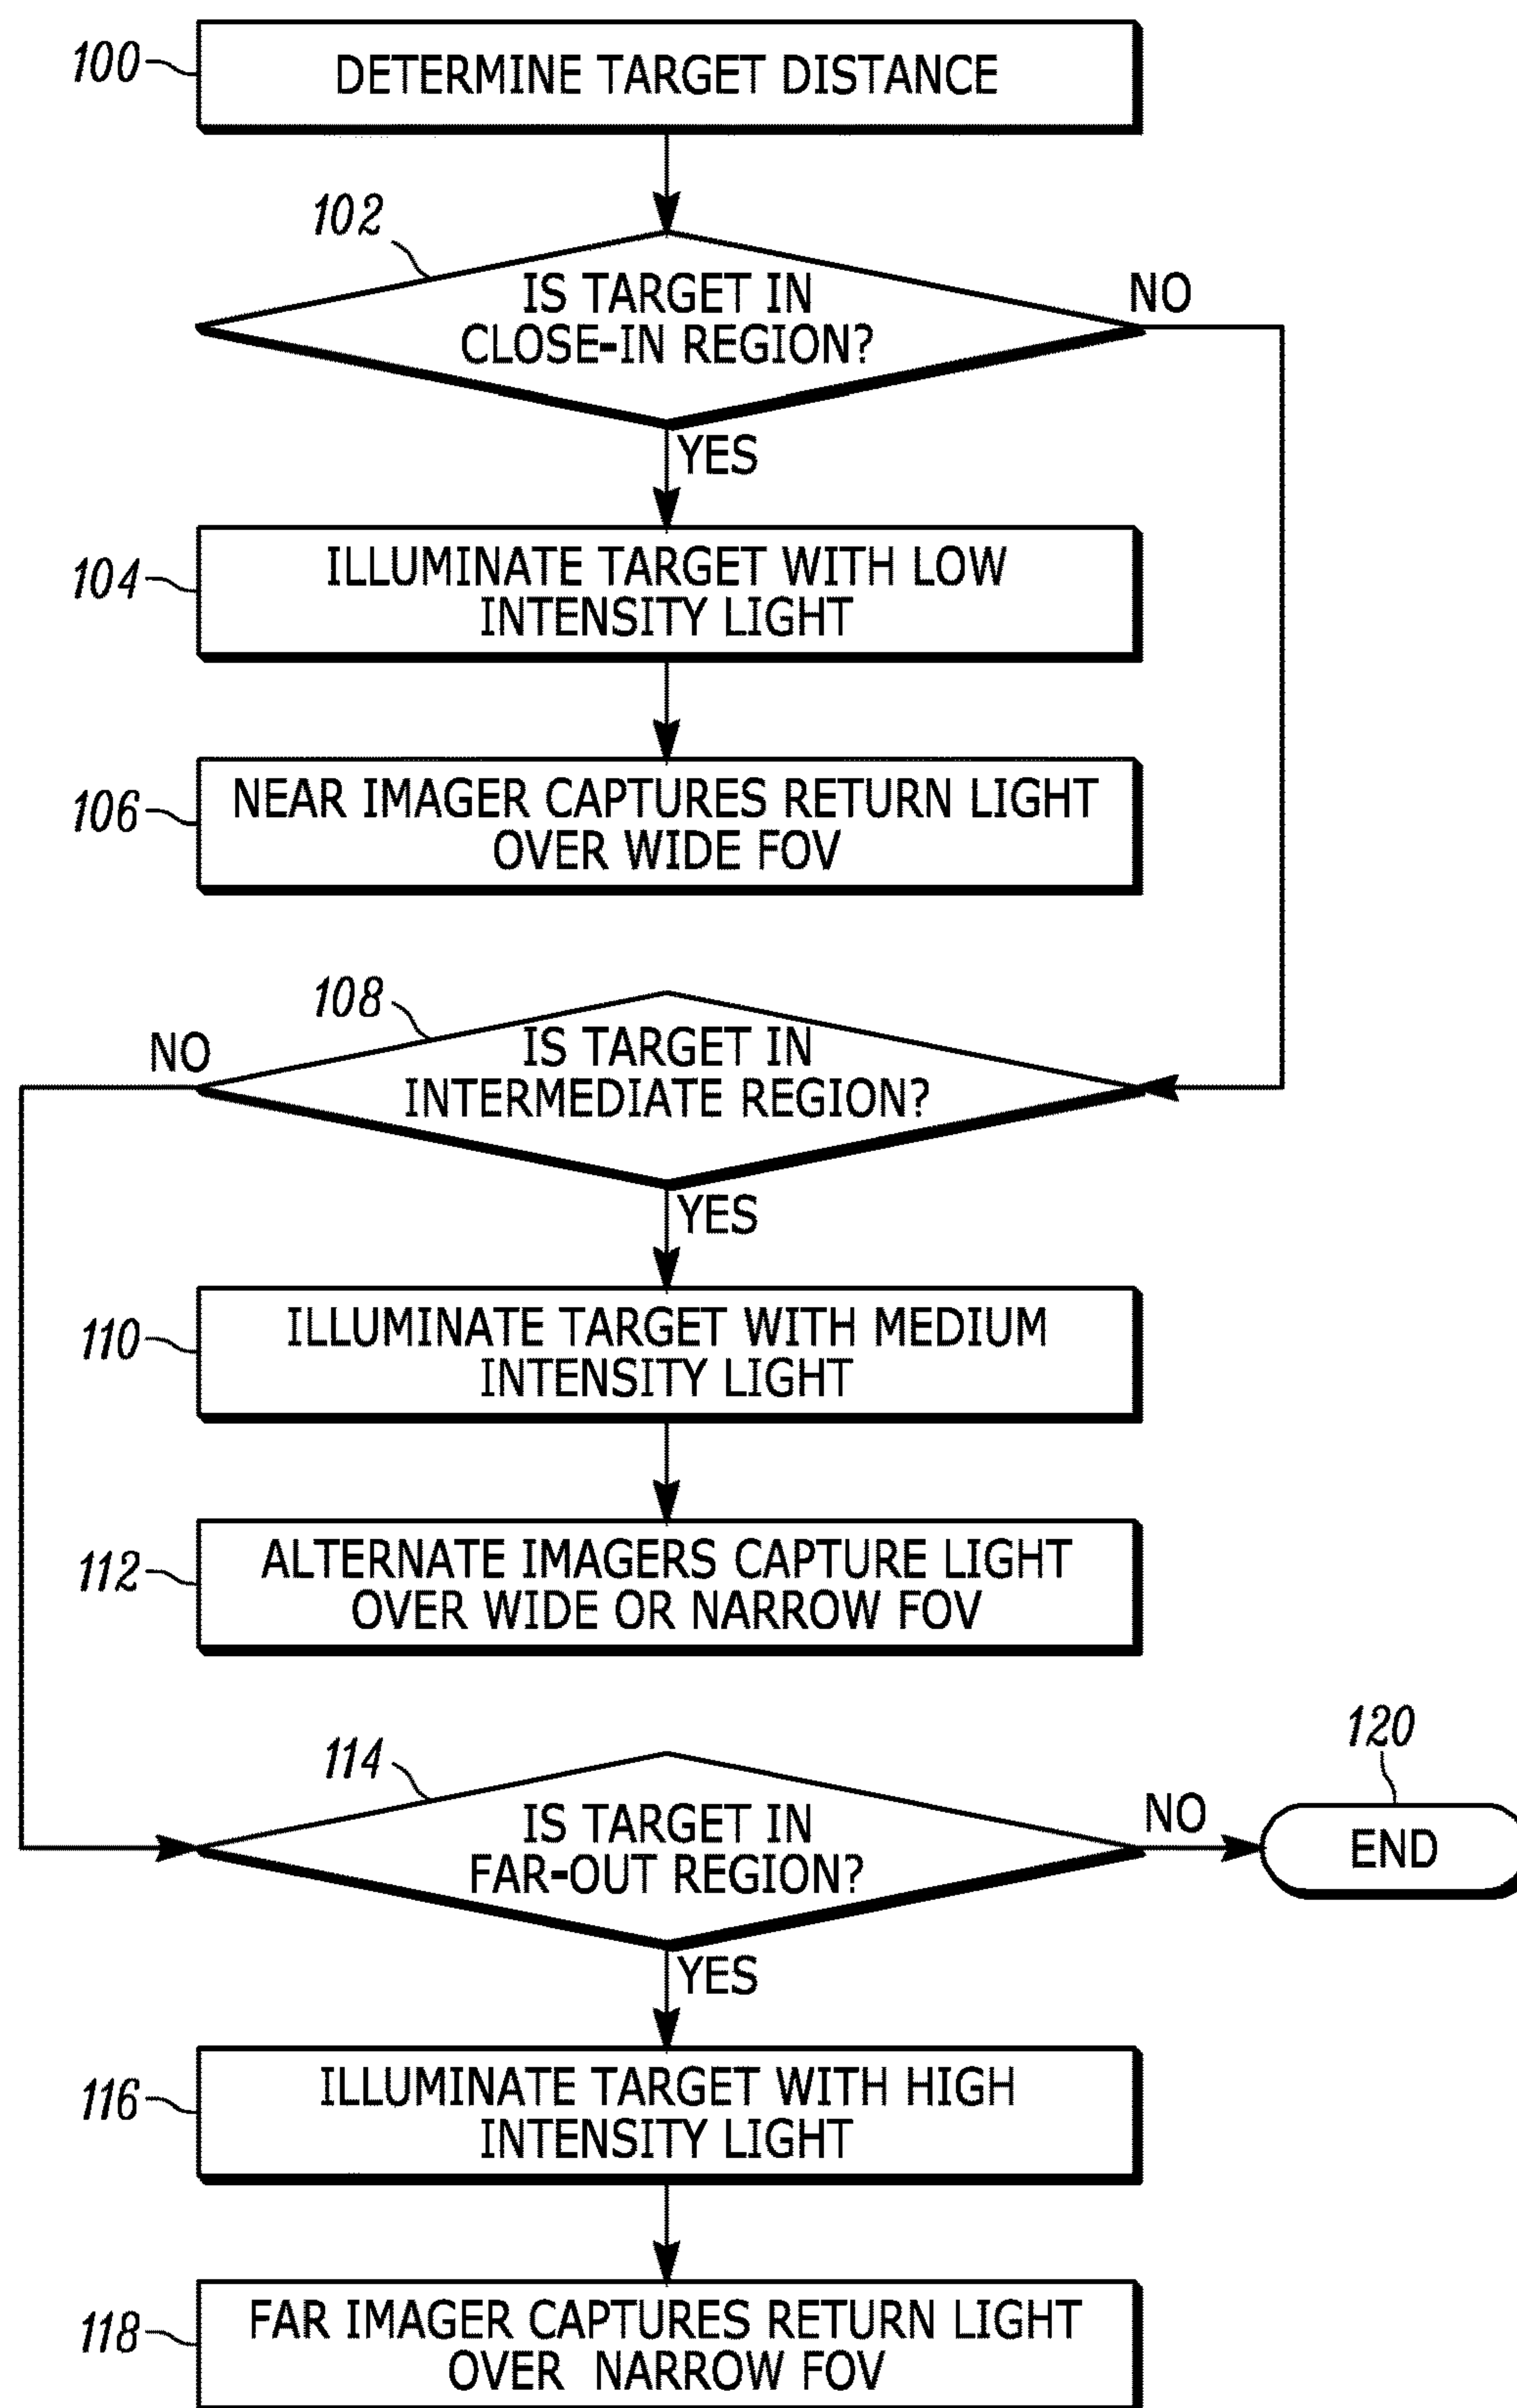 100
DETERMINE TARGET DISTANCE
102
IS TARGET IN
CLOSE-IN REGION?
NO
YES
104
ILLUMINATE TARGET WITH LOW
INTENSITY LIGHT
106
NEAR IMAGER CAPTURES RETURN LIGHT
OVER WIDE FOV
108
NO
IS TARGET IN
INTERMEDIATE REGION?
YES
110
ILLUMINATE TARGET WITH MEDIUM
INTENSITY LIGHT
112
ALTERNATE IMAGERS CAPTURE LIGHT
OVER WIDE OR NARROW FOV
114
IS TARGET IN
FAR-OUT REGION?
NO
120
END
YES
116
ILLUMINATE TARGET WITH HIGH
INTENSITY LIGHT
118
FAR IMAGER CAPTURES RETURN LIGHT
OVER NARROW FOV